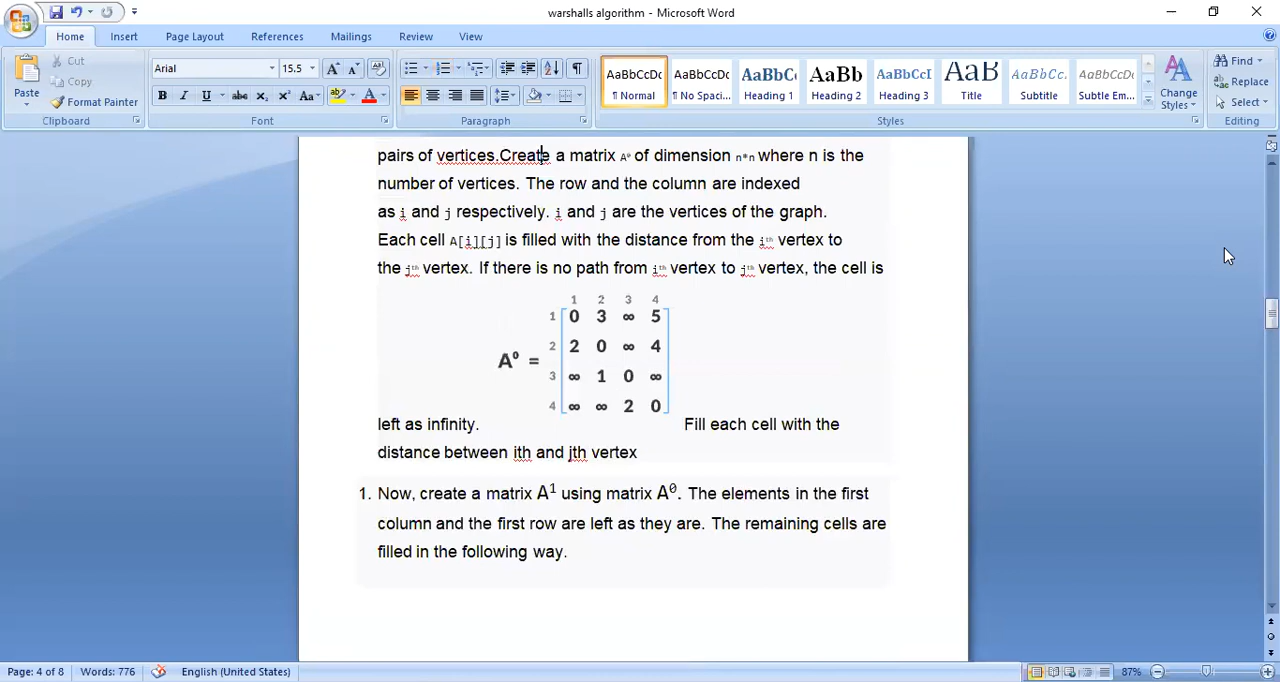 warshalls algorithm - Microsoft Word
Home Insert Page Layout References Mailings Review View
Paste
Cut
Copy
Format Painter
Clipboard
Arial 15.5
B I U abc x₂ x² Aa
Font
Paragraph
AaBbCcDc AaBbCcDc AaBbC AaBb AaBbCcI AaB AaBbCc. AaBbCcDc
¶ Normal ¶ No Spaci... Heading 1 Heading 2 Heading 3 Title Subtitle Subtle Em...
Change Styles
Styles
Find
Replace
Select
Editing
pairs of vertices.Create a matrix A⁰ of dimension n*n where n is the
number of vertices. The row and the column are indexed
as i and j respectively. i and j are the vertices of the graph.
Each cell A[i][j] is filled with the distance from the iᵗʰ vertex to
the jᵗʰ vertex. If there is no path from iᵗʰ vertex to jᵗʰ vertex, the cell is
1 2 3 4
1 0 3 ∞ 5
2 2 0 ∞ 4
A⁰ =
3 ∞ 1 0 ∞
4 ∞ ∞ 2 0
left as infinity. Fill each cell with the
distance between ith and jth vertex
1. Now, create a matrix A¹ using matrix A⁰. The elements in the first
column and the first row are left as they are. The remaining cells are
filled in the following way.
Page: 4 of 8 Words: 776 English (United States) 87%